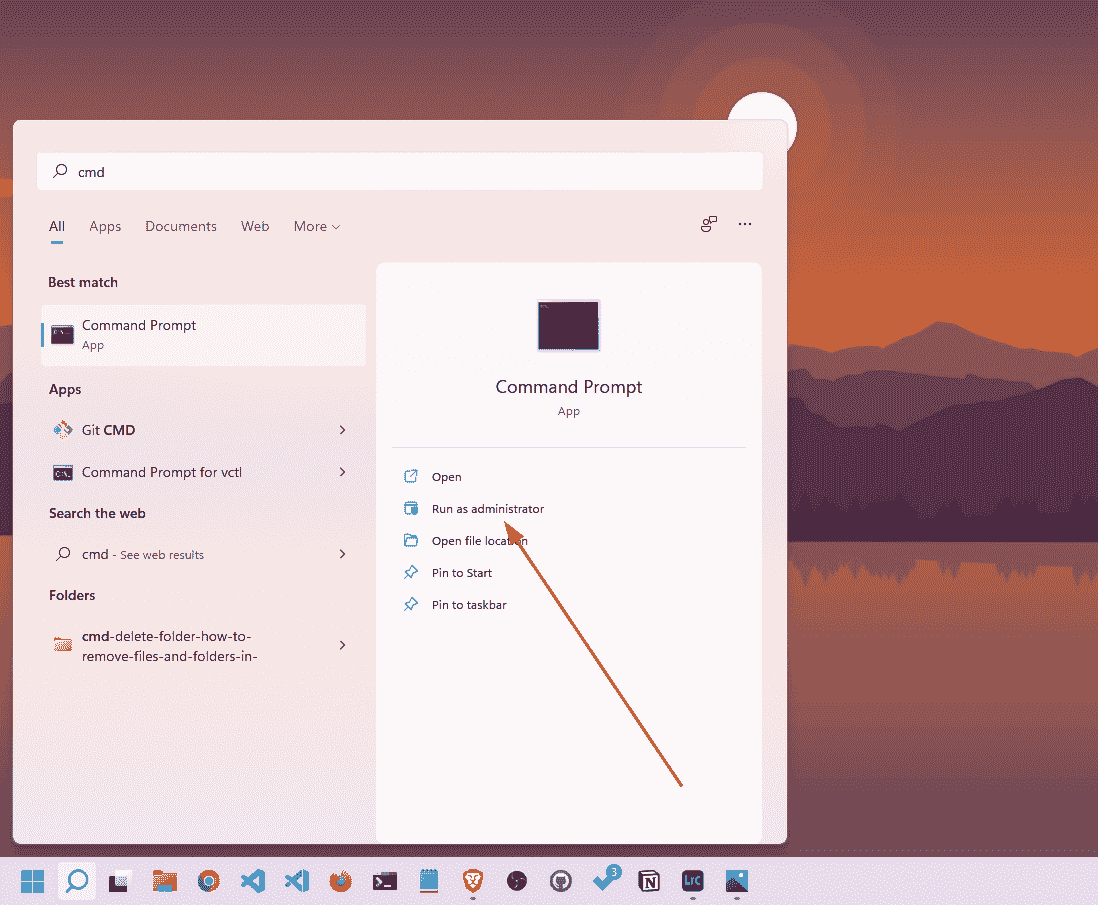 cmd
All Apps Documents Web More
Best match
Command Prompt
App
Apps
Git CMD
Command Prompt for vctl
Search the web
cmd - See web results
Folders
cmd-delete-folder-how-to-
remove-files-and-folders-in-
Command Prompt
App
Open
Run as administrator
Open file location
Pin to Start
Pin to taskbar
3
Lrc